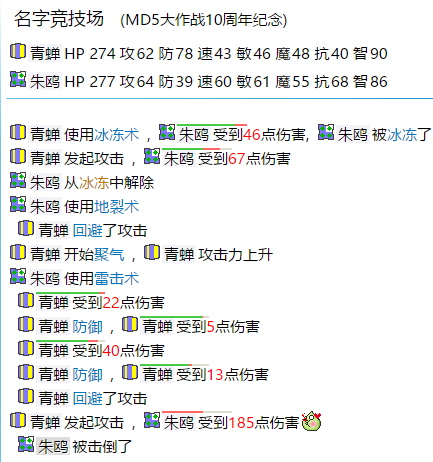 名字竞技场 (MD5大作战10周年纪念)
青蝉 HP 274 攻62 防78 速43 敏46 魔48 抗40 智90
朱鸥 HP 277 攻64 防39 速60 敏61 魔55 抗68 智86
青蝉 使用冰冻术 , 朱鸥 受到46点伤害, 朱鸥 被冰冻了
青蝉 发起攻击 , 朱鸥 受到67点伤害
朱鸥 从冰冻中解除
朱鸥 使用地裂术
青蝉 回避了攻击
青蝉 开始聚气 , 青蝉 攻击力上升
朱鸥 使用雷击术
青蝉 受到22点伤害
青蝉 防御 , 青蝉 受到5点伤害
青蝉 受到40点伤害
青蝉 防御 , 青蝉 受到13点伤害
青蝉 回避了攻击
青蝉 发起攻击 , 朱鸥 受到185点伤害
朱鸥 被击倒了